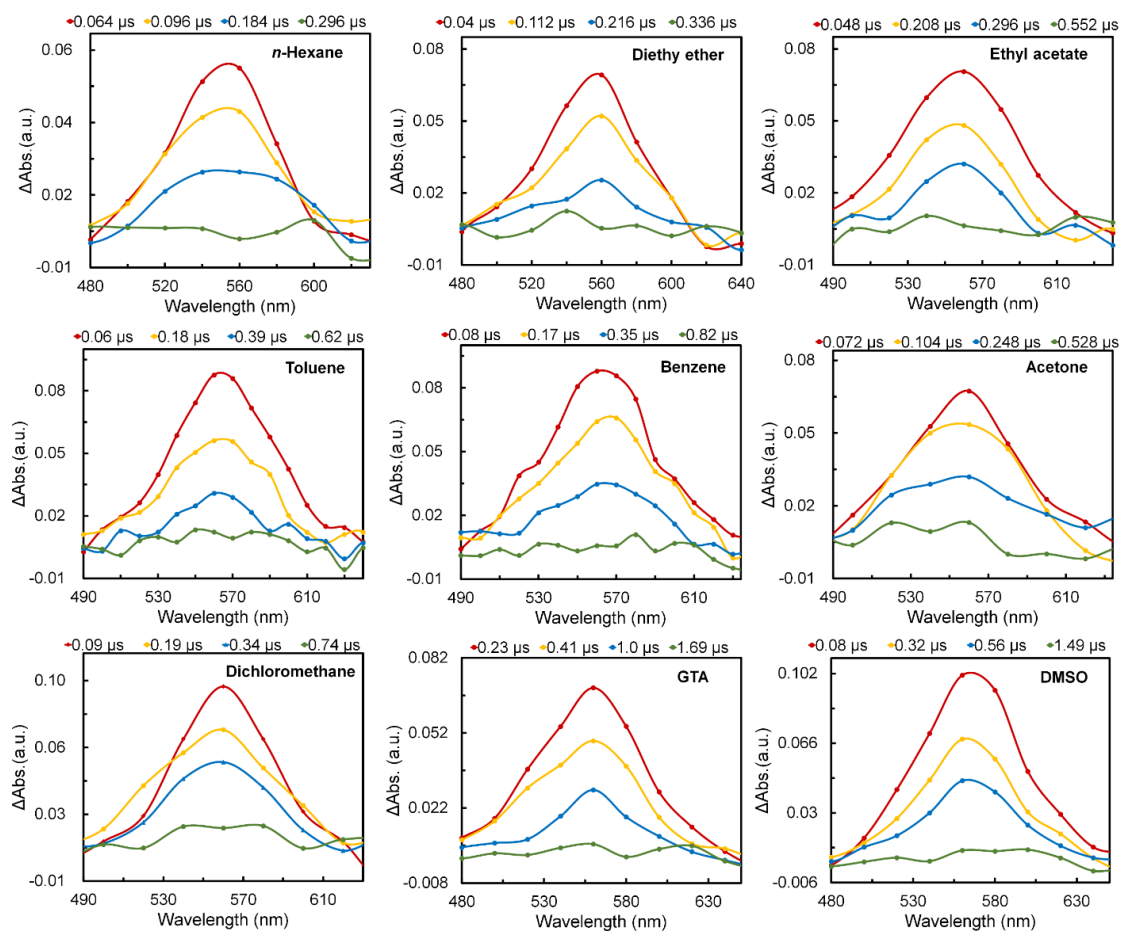 0.064 µs 0.096 µs 0.184 µs 0.296 µs
n-Hexane
ΔAbs.(a.u.)
0.06
0.04
0.02
-0.01
480 520 560 600
Wavelength (nm)
0.04 µs 0.112 µs 0.216 µs 0.336 µs
Diethy ether
ΔAbs.(a.u.)
0.08
0.05
0.02
-0.01
480 520 560 600 640
Wavelength (nm)
0.048 µs 0.208 µs 0.296 µs 0.552 µs
Ethyl acetate
ΔAbs.(a.u.)
0.08
0.05
0.02
-0.01
490 530 570 610
Wavelength (nm)
0.06 µs 0.18 µs 0.39 µs 0.62 µs
Toluene
ΔAbs.(a.u.)
0.08
0.05
0.02
-0.01
490 530 570 610
Wavelength (nm)
0.08 µs 0.17 µs 0.35 µs 0.82 µs
Benzene
ΔAbs.(a.u.)
0.08
0.05
0.02
-0.01
490 530 570 610
Wavelength (nm)
0.072 µs 0.104 µs 0.248 µs 0.528 µs
Acetone
ΔAbs.(a.u.)
0.08
0.05
0.02
-0.01
490 530 570 610
Wavelength (nm)
0.09 µs 0.19 µs 0.34 µs 0.74 µs
Dichloromethane
ΔAbs.(a.u.)
0.10
0.06
0.03
-0.01
490 530 570 610
Wavelength (nm)
0.23 µs 0.41 µs 1.0 µs 1.69 µs
GTA
ΔAbs.(a.u.)
0.082
0.052
0.022
-0.008
480 530 580 630
Wavelength (nm)
0.08 µs 0.32 µs 0.56 µs 1.49 µs
DMSO
ΔAbs.(a.u.)
0.102
0.066
0.03
-0.006
480 530 580 630
Wavelength (nm)